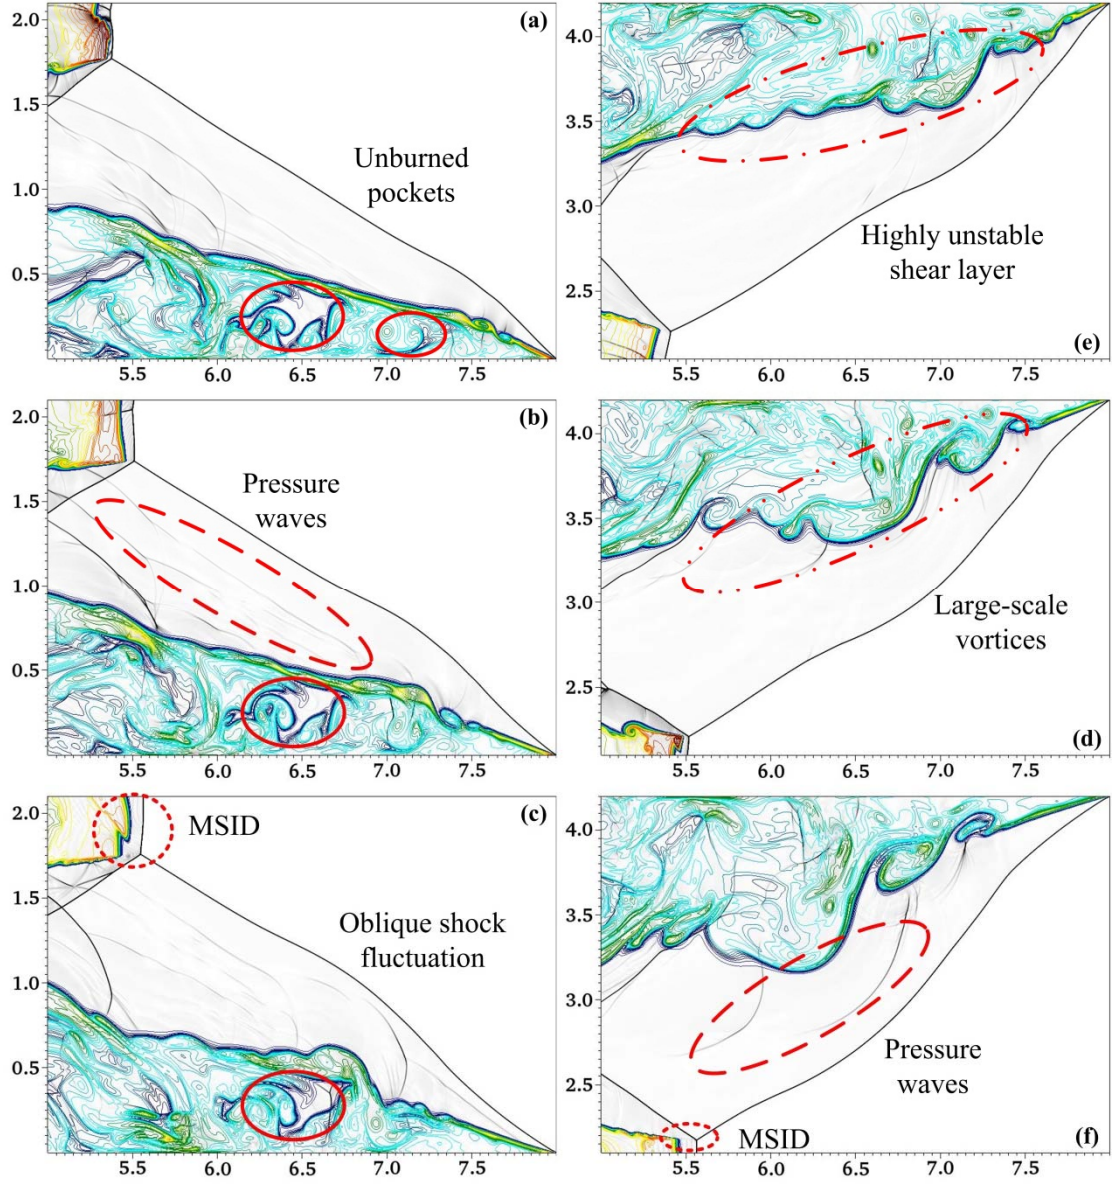 (a)
2.0
1.5
1.0
0.5
Unburned
pockets
5.5 6.0 6.5 7.0 7.5
(e)
4.0
3.5
3.0
2.5
Highly unstable
shear layer
5.5 6.0 6.5 7.0 7.5
(b)
2.0
1.5
1.0
0.5
Pressure
waves
5.5 6.0 6.5 7.0 7.5
(d)
4.0
3.5
3.0
2.5
Large-scale
vortices
5.5 6.0 6.5 7.0 7.5
(c)
2.0
1.5
1.0
0.5
MSID
Oblique shock
fluctuation
5.5 6.0 6.5 7.0 7.5
4.0
3.5
3.0
2.5
Pressure
waves
MSID
(f)
5.5 6.0 6.5 7.0 7.5